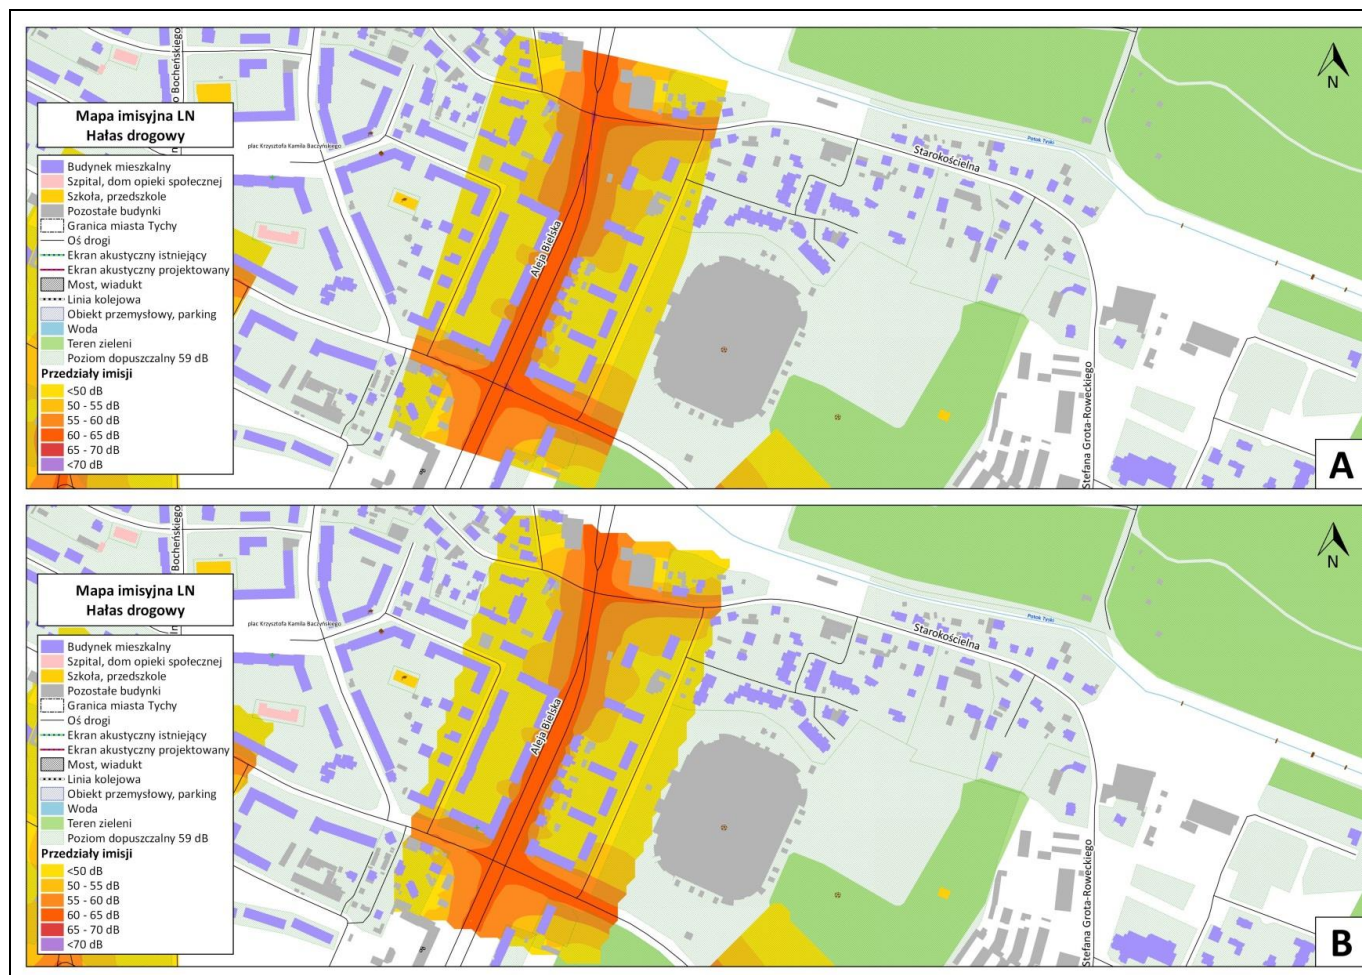 o Bocheńskiego
Mapa imisyjna LN
Hałas drogowy
plac Krzysztofa Kamila Baczyńskiego
Budynek mieszkalny
Szpital, dom opieki społecznej
Szkoła, przedszkole
Pozostałe budynki
Granica miasta Tychy
Oś drogi
Ekran akustyczny istniejący
Ekran akustyczny projektowany
Most, wiadukt
Linia kolejowa
Obiekt przemysłowy, parking
Woda
Teren zieleni
Poziom dopuszczalny 59 dB
Przedziały imisji
<50 dB
50 - 55 dB
55 - 60 dB
60 - 65 dB
65 - 70 dB
<70 dB
Aleja Bielska
Starokościelna
Potok Tyski
Stefana Grota-Roweckiego
N
A
Bocheńskiego
Mapa imisyjna LN
Hałas drogowy
plac Krzysztofa Kamila Baczyńskiego
Budynek mieszkalny
Szpital, dom opieki społecznej
Szkoła, przedszkole
Pozostałe budynki
Granica miasta Tychy
Oś drogi
Ekran akustyczny istniejący
Ekran akustyczny projektowany
Most, wiadukt
Linia kolejowa
Obiekt przemysłowy, parking
Woda
Teren zieleni
Poziom dopuszczalny 59 dB
Przedziały imisji
<50 dB
50 - 55 dB
55 - 60 dB
60 - 65 dB
65 - 70 dB
<70 dB
Aleja Bielska
Starokościelna
Potok Tyski
Stefana Grota-Roweckiego
N
B